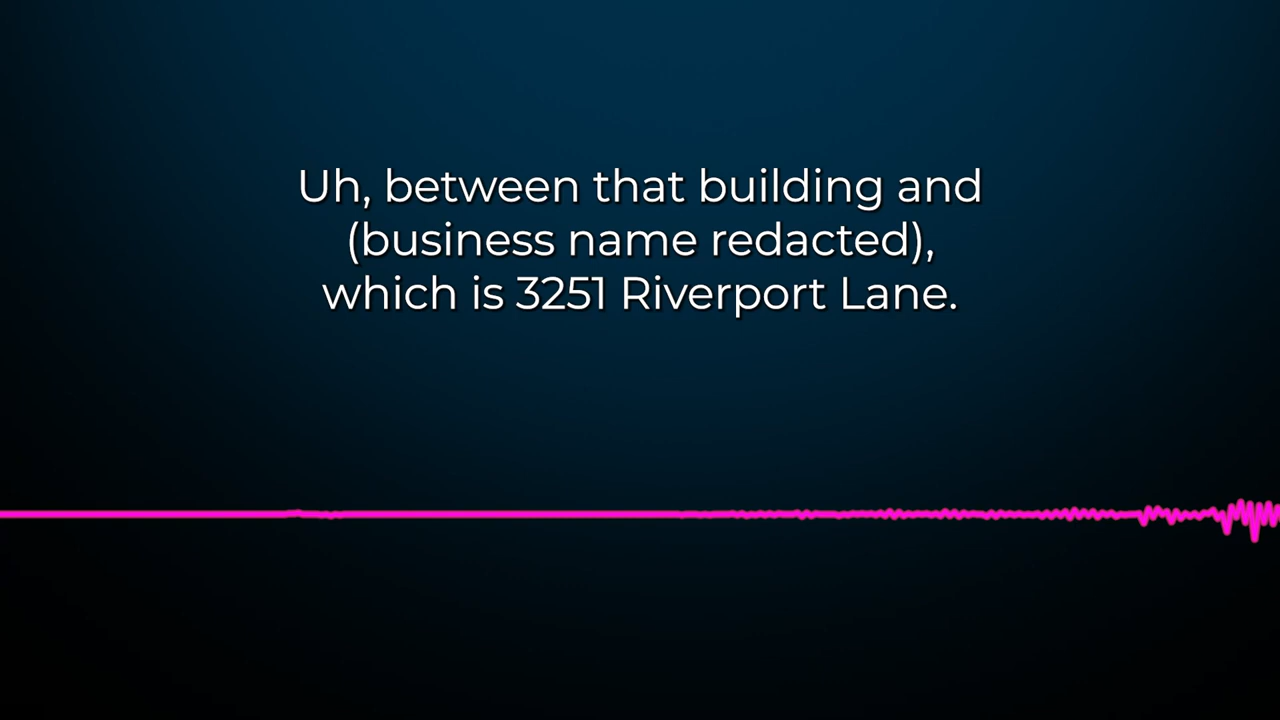 Uh, between that building and
(business name redacted),
which is 3251 Riverport Lane.